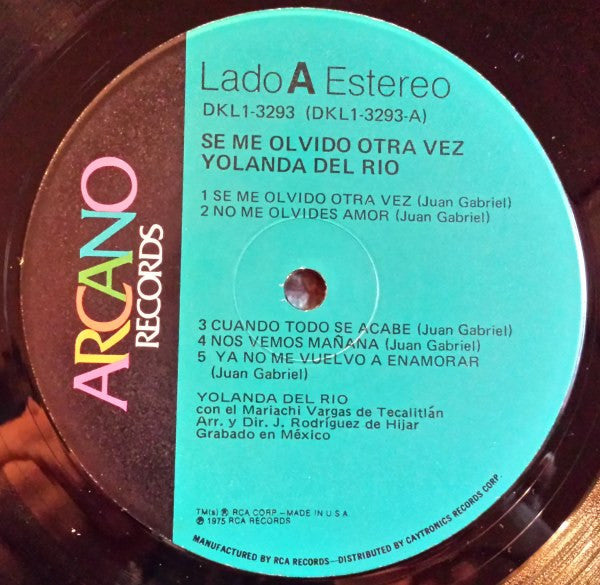 Lado A Estereo
DKL1-3293 (DKL1-3293-A)
SE ME OLVIDO OTRA VEZ
YOLANDA DEL RIO
1 SE ME OLVIDO OTRA VEZ (Juan Gabriel)
2 NO ME OLVIDES AMOR (Juan Gabriel)
ARCANO
RECORDS
3 CUANDO TODO SE ACABE (Juan Gabriel)
4 NOS VEMOS MAÑANA (Juan Gabriel)
5 YA NO ME VUELVO A ENAMORAR
(Juan Gabriel)
YOLANDA DEL RIO
con el Mariachi Vargas de Tecalitlán
Arr. y Dir. J. Rodríguez de Hijar
Grabado en México
TM(s) ® RCA CORP.—MADE IN U.S.A.
℗ 1975 RCA RECORDS
MANUFACTURED BY RCA RECORDS—DISTRIBUTED BY CAYTRONICS RECORDS CORP.